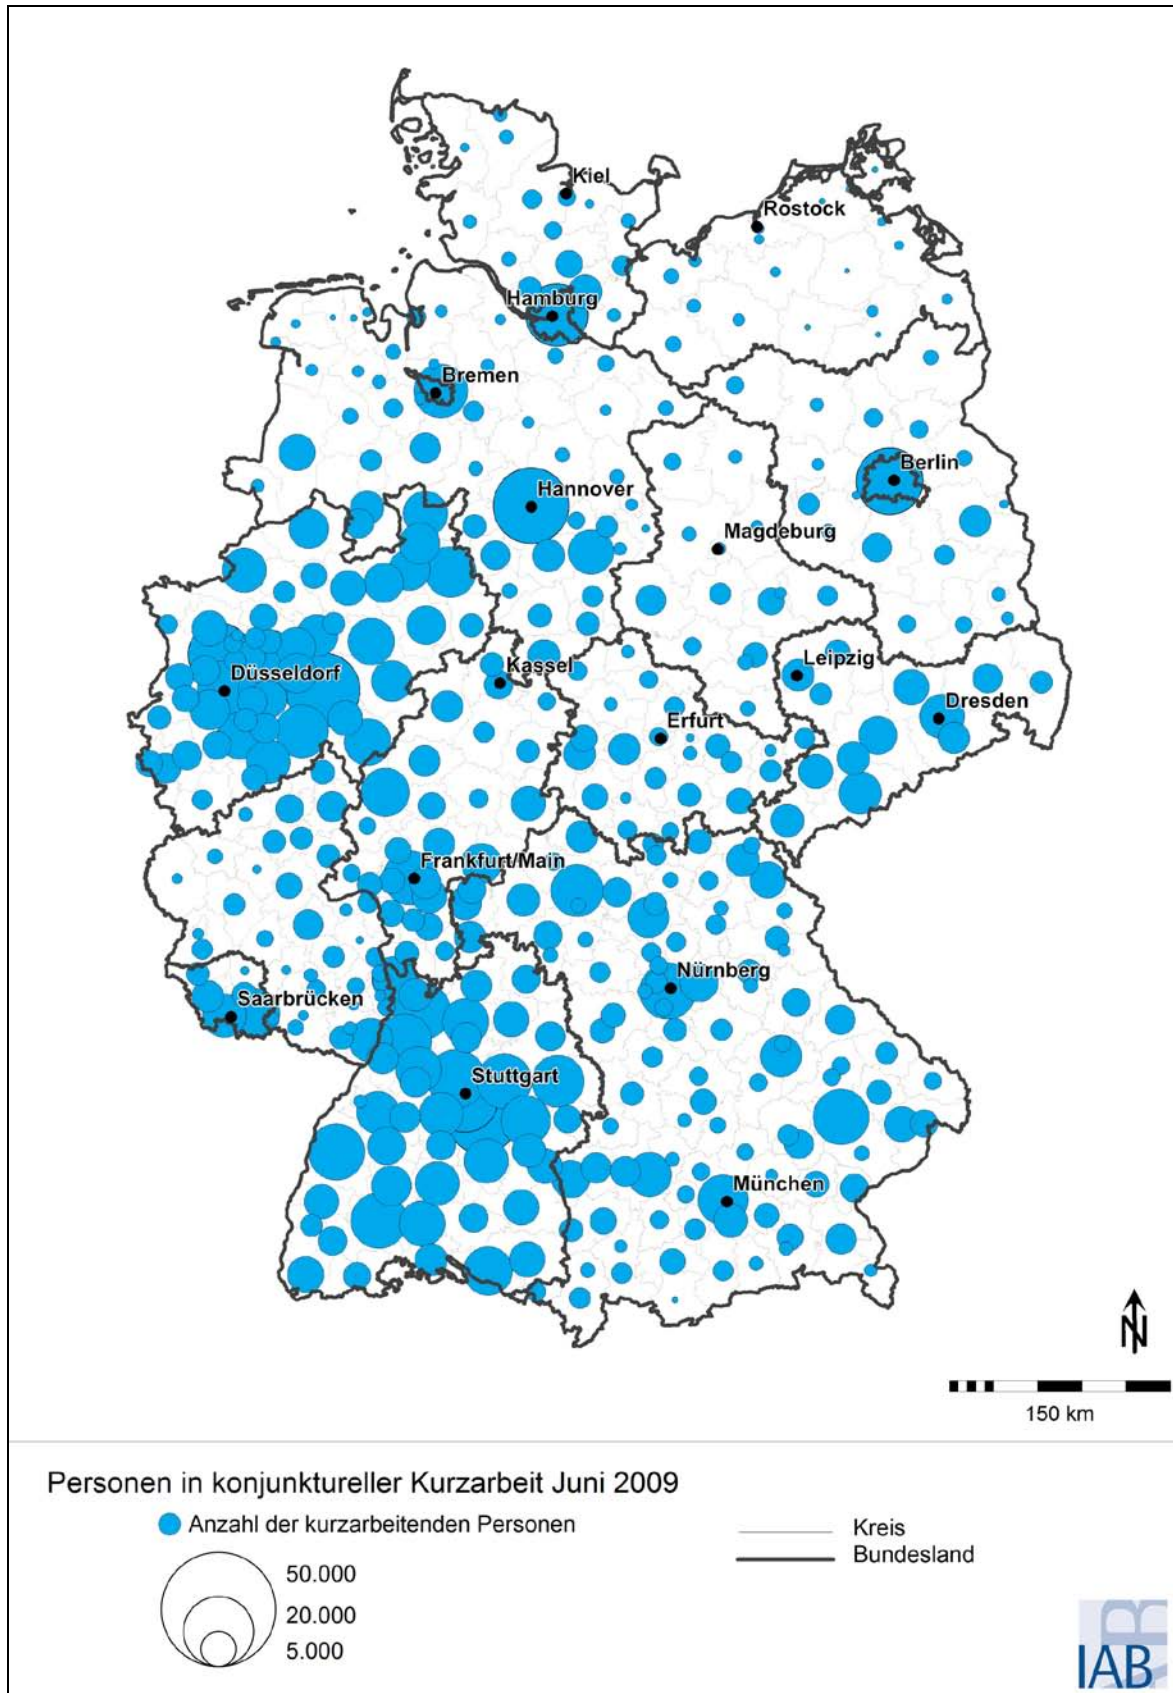 Kiel
Rostock
Hamburg
Bremen
Berlin
Hannover
Magdeburg
Düsseldorf
Kassel
Leipzig
Dresden
Erfurt
Frankfurt/Main
Nürnberg
Saarbrücken
Stuttgart
München
N
150 km
Personen in konjunktureller Kurzarbeit Juni 2009
Anzahl der kurzarbeitenden Personen
50.000
20.000
5.000
Kreis
Bundesland
IAB